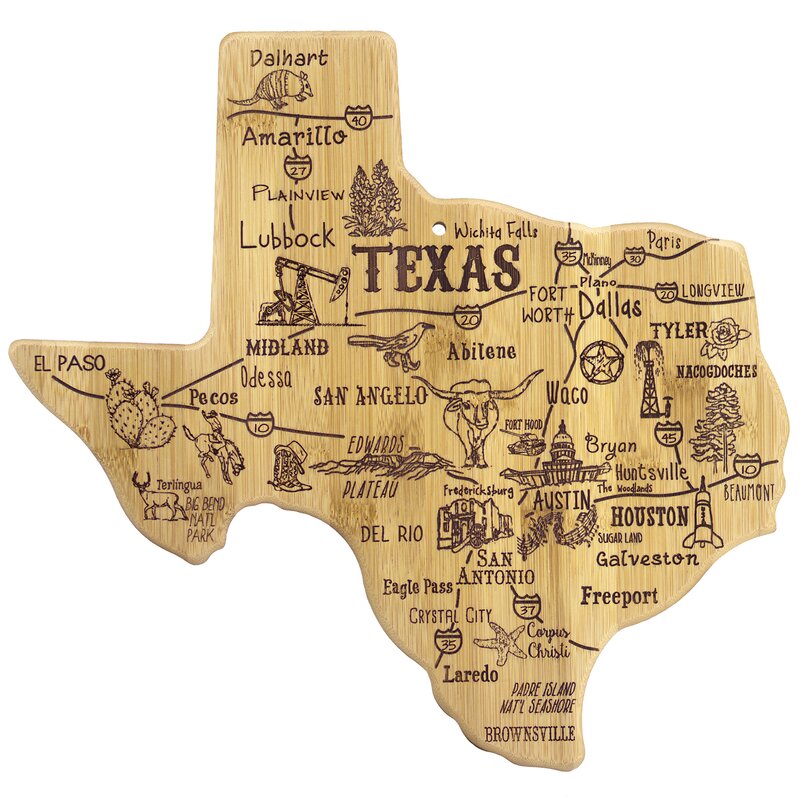 Dalhart
40
Amarillo
27
PLAINVIEW
Lubbock
Wichita Falls
TEXAS
35
McKinney
30
Paris
Plano
FORT
WORTH
Dallas
20
LONGVIEW
20
TYLER
NACOGDOCHES
MIDLAND
Odessa
Abilene
EL PASO
Pecos
10
SAN ANGELO
Waco
FORT HOOD
45
EDWARDS
PLATEAU
Bryan
Huntsville
The Woodlands
10
BEAUMONT
Terlingua
BIG BEND
NAT'L
PARK
Fredericksburg
AUSTIN
HOUSTON
SUGAR LAND
DEL RIO
SAN
ANTONIO
Galveston
Eagle Pass
Freeport
CRYSTAL CITY
37
35
Corpus
Christi
Laredo
PADRE ISLAND
NAT'L SEASHORE
BROWNSVILLE